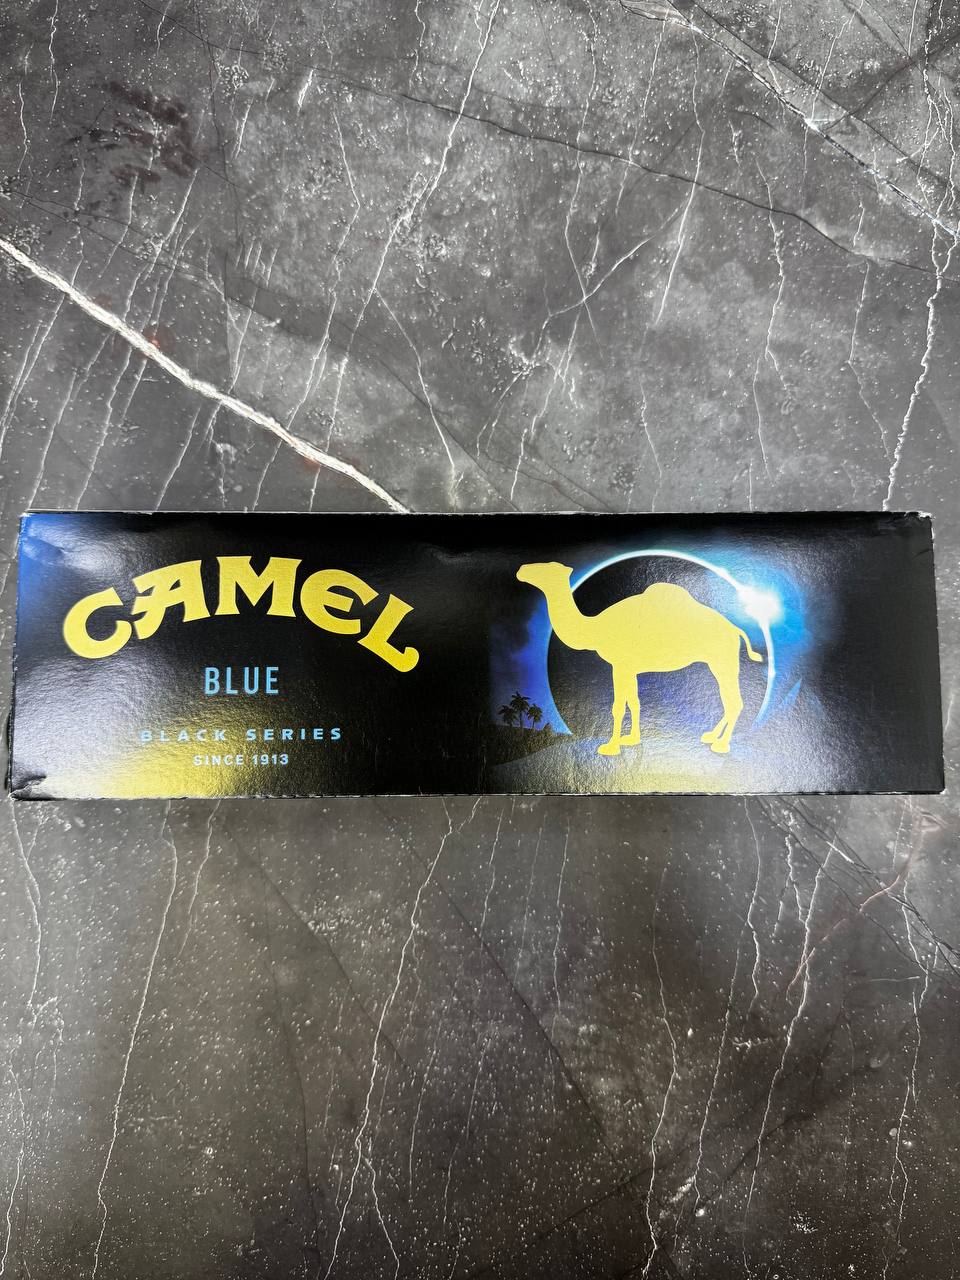 CAMEL
BLUE
BLACK SERIES
SINCE 1913